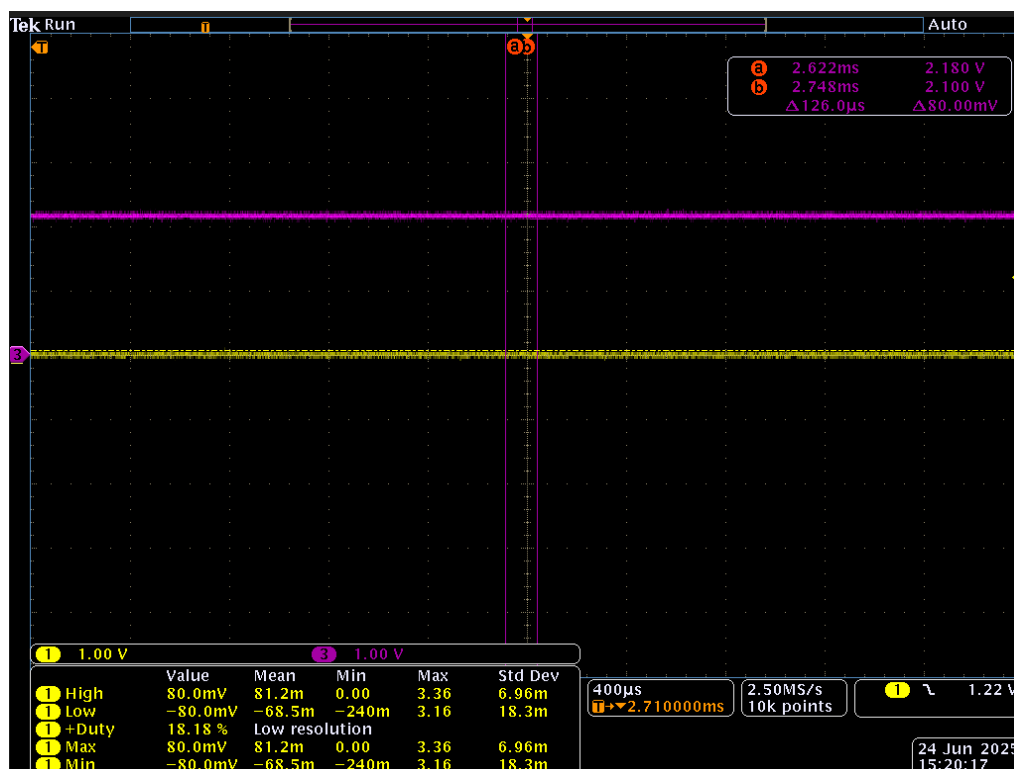 Tek Run Auto
T
T
a b
a 2.622ms 2.180 V
b 2.748ms 2.100 V
Δ126.0μs Δ80.00mV
3
1 1.00 V 3 1.00 V
Value Mean Min Max Std Dev
1 High 80.0mV 81.2m 0.00 3.36 6.96m
1 Low −80.0mV −68.5m −240m 3.16 18.3m
1 +Duty 18.18 % Low resolution
1 Max 80.0mV 81.2m 0.00 3.36 6.96m
1 Min −80.0mV −68.5m −240m 3.16 18.3m
400μs
T→▼2.710000ms
2.50MS/s
10k points
1 1.22 V
24 Jun 2025
15:20:17